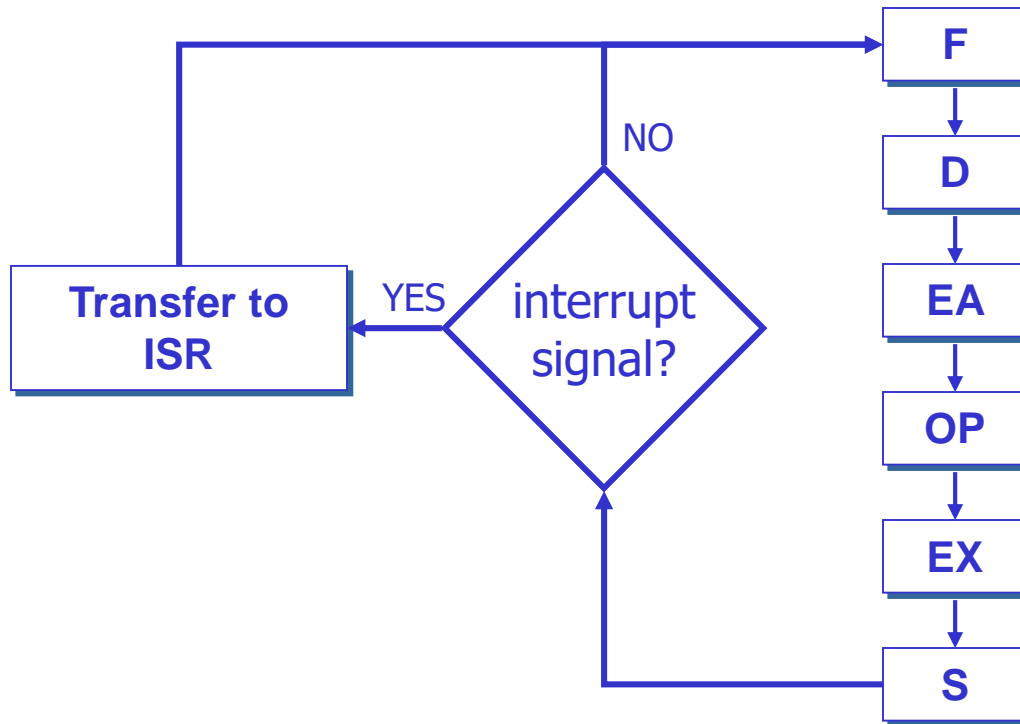 F
NO
D
Transfer to
ISR
YES
interrupt
signal?
EA
OP
EX
S